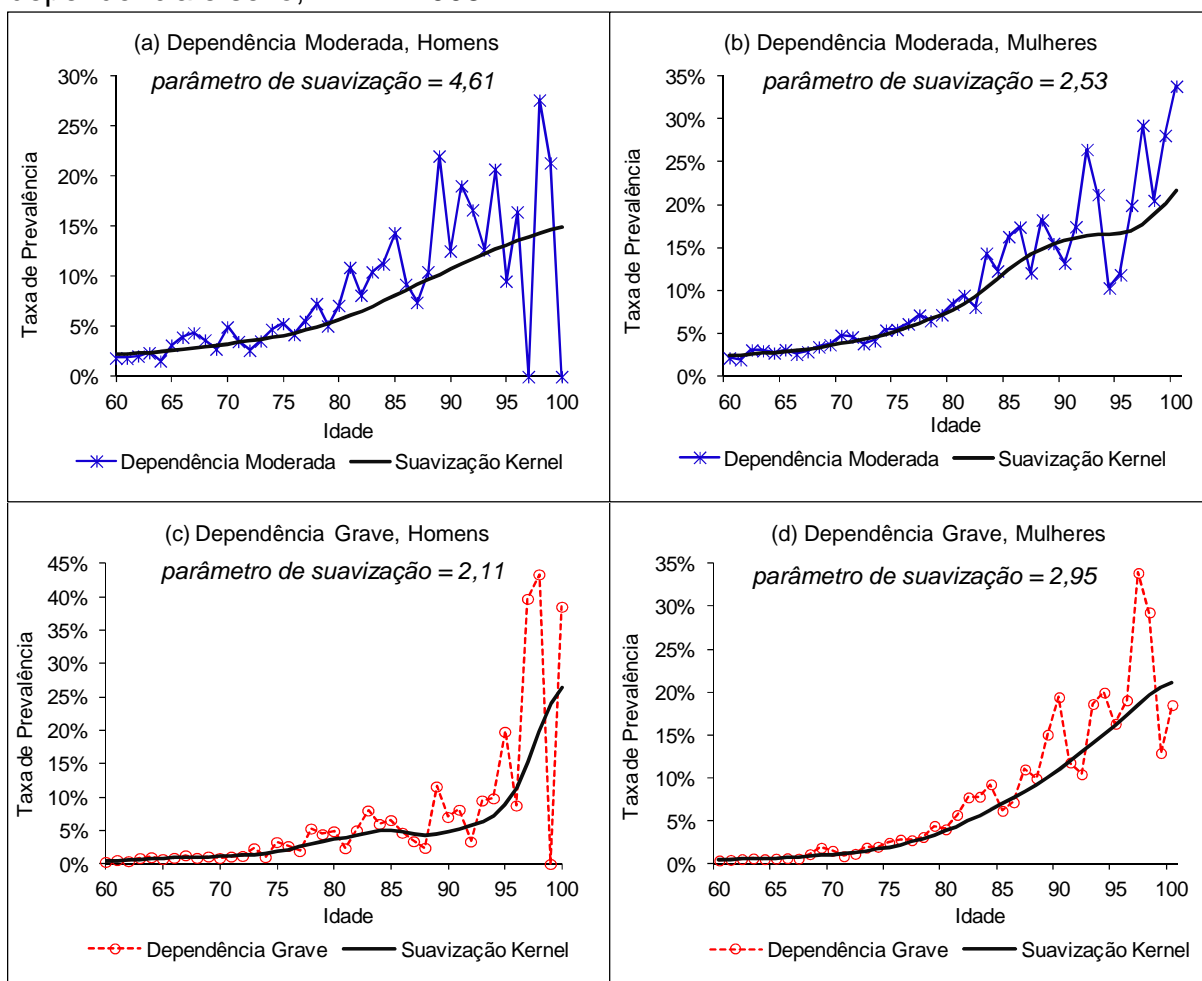 (a) Dependência Moderada, Homens
parâmetro de suavização = 4,61
30%
25%
20%
15%
10%
5%
0%
Taxa de Prevalência
60 65 70 75 80 85 90 95 100
Idade
Dependência Moderada Suavização Kernel
(b) Dependência Moderada, Mulheres
parâmetro de suavização = 2,53
35%
30%
25%
20%
15%
10%
5%
0%
Taxa de Prevalência
60 65 70 75 80 85 90 95 100
Idade
Dependência Moderada Suavização Kernel
(c) Dependência Grave, Homens
parâmetro de suavização = 2,11
45%
40%
35%
30%
25%
20%
15%
10%
5%
0%
Taxa de Prevalência
60 65 70 75 80 85 90 95 100
Idade
Dependência Grave Suavização Kernel
(d) Dependência Grave, Mulheres
parâmetro de suavização = 2,95
35%
30%
25%
20%
15%
10%
5%
0%
Taxa de Prevalência
60 65 70 75 80 85 90 95 100
Idade
Dependência Grave Suavização Kernel